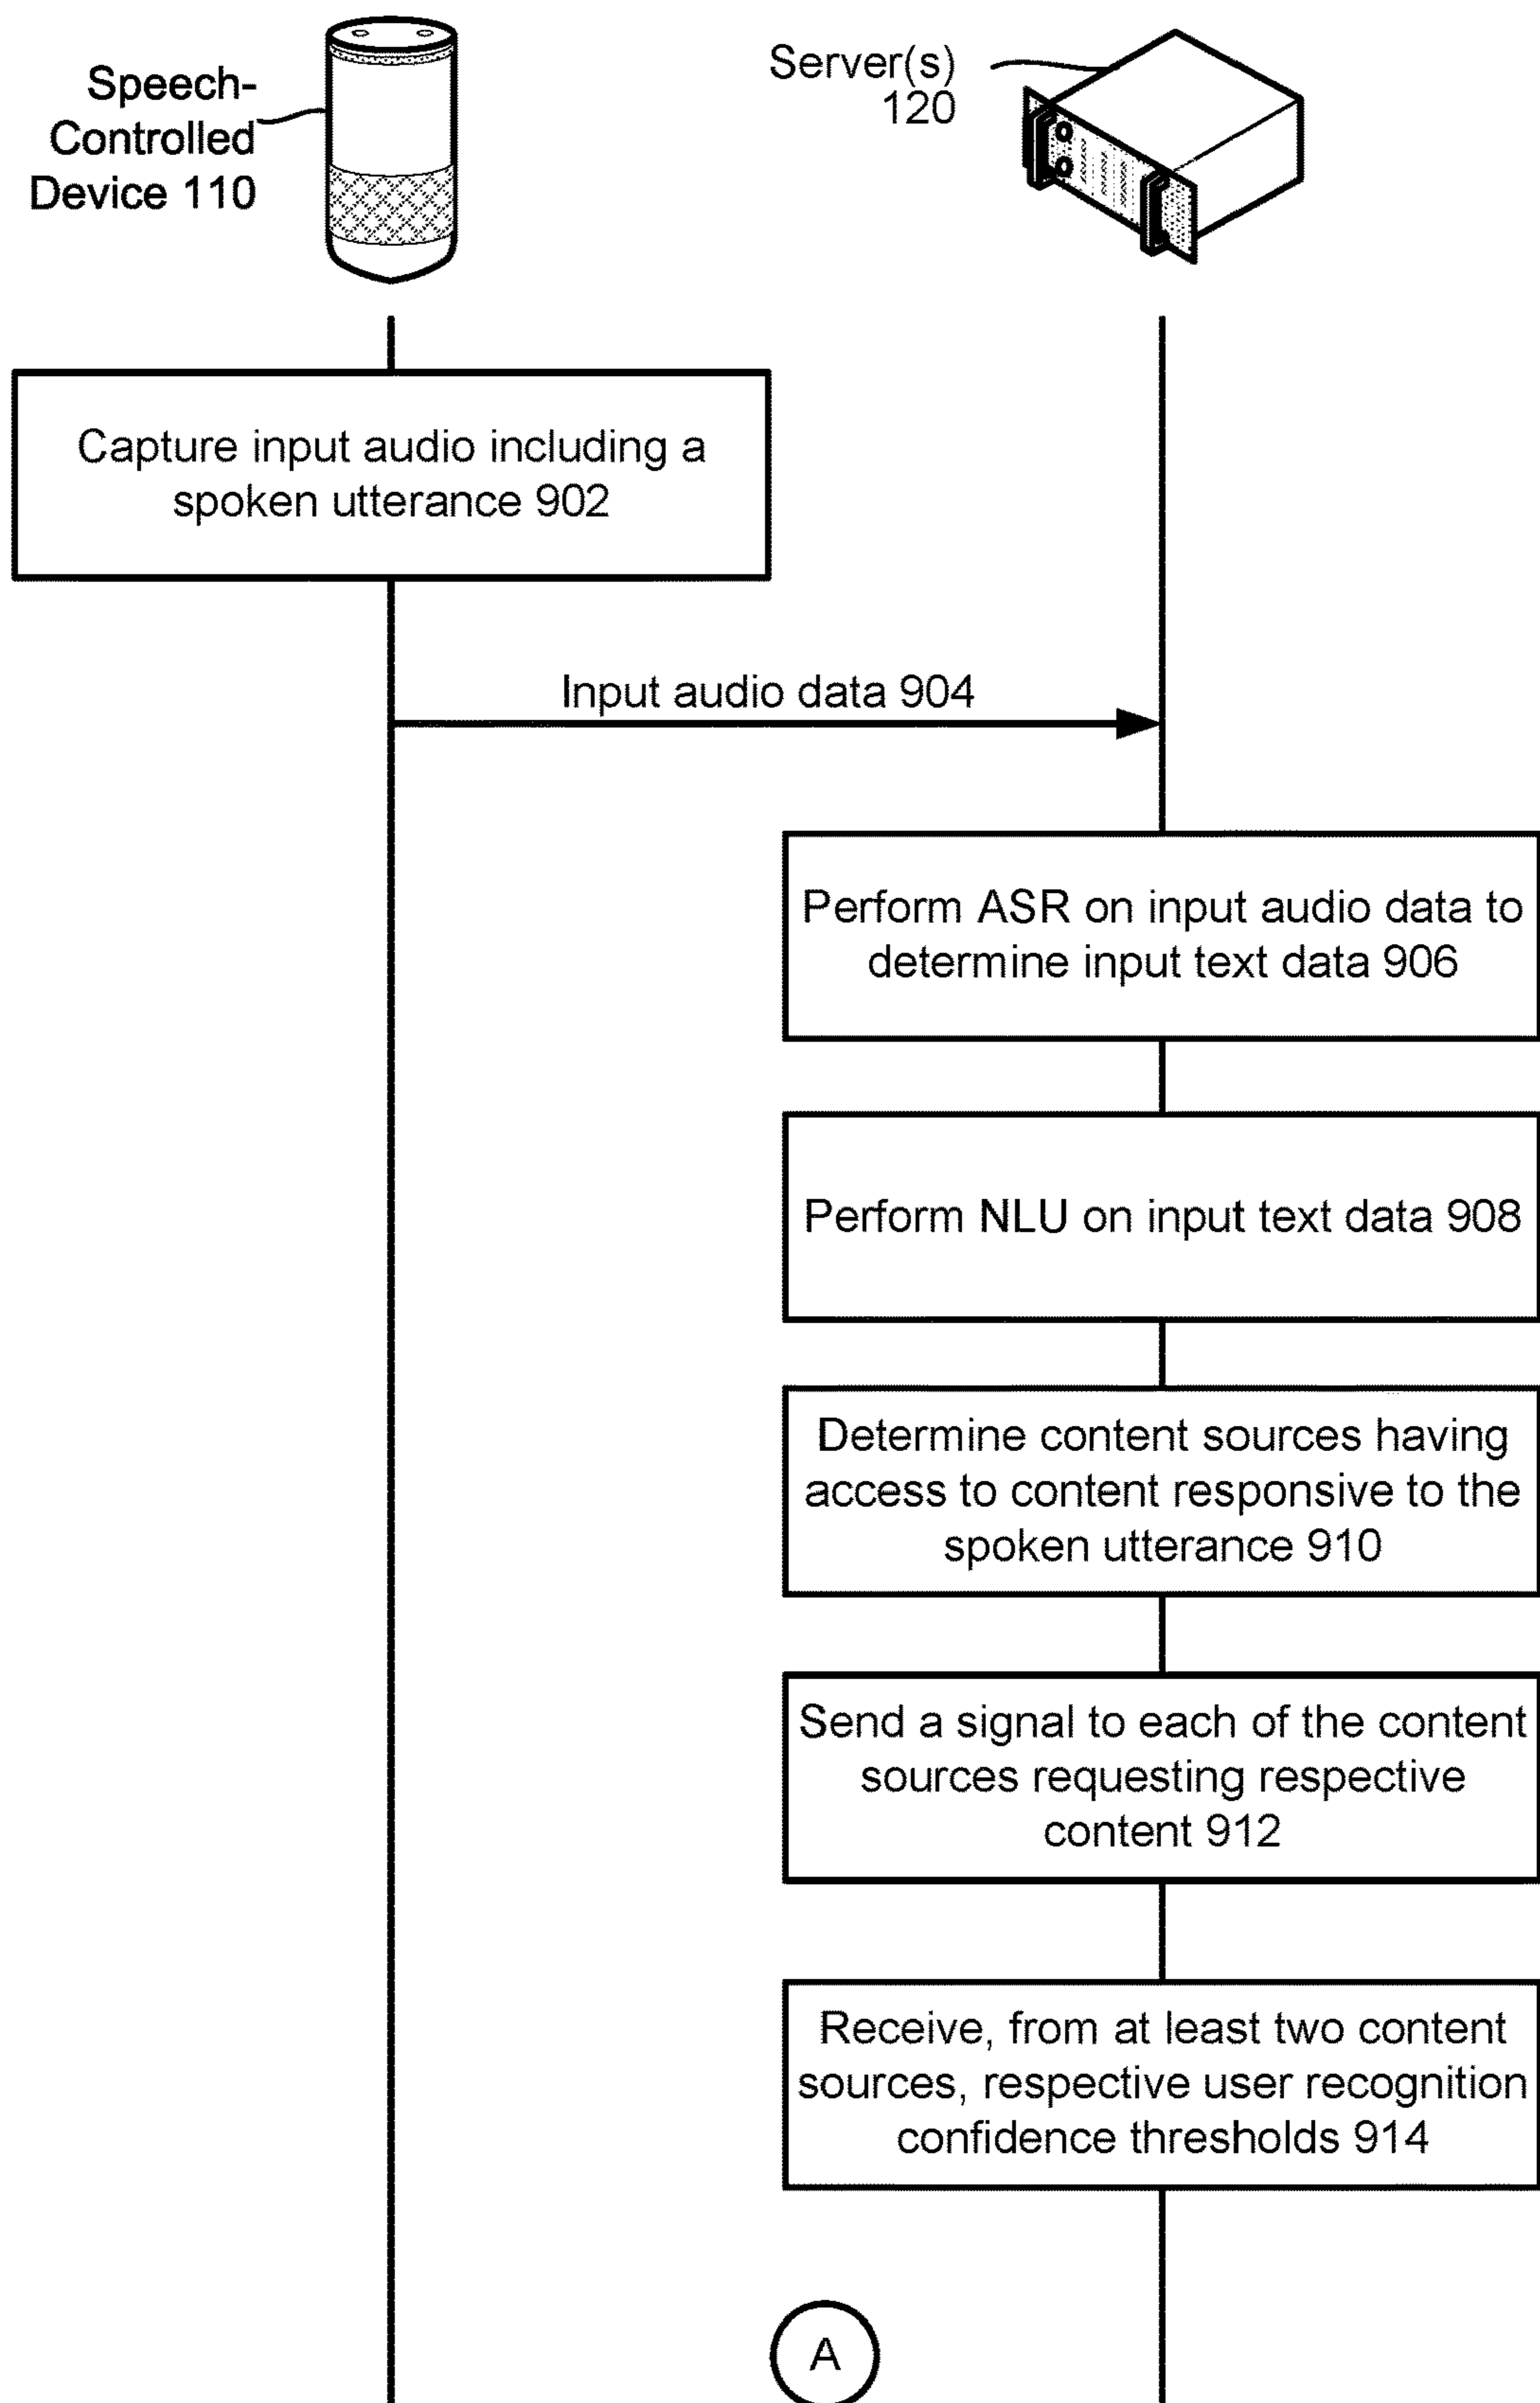 Speech-
Controlled
Device 110
Server(s)
120
Capture input audio including a
spoken utterance 902
Input audio data 904
Perform ASR on input audio data to
determine input text data 906
Perform NLU on input text data 908
Determine content sources having
access to content responsive to the
spoken utterance 910
Send a signal to each of the content
sources requesting respective
content 912
Receive, from at least two content
sources, respective user recognition
confidence thresholds 914
A